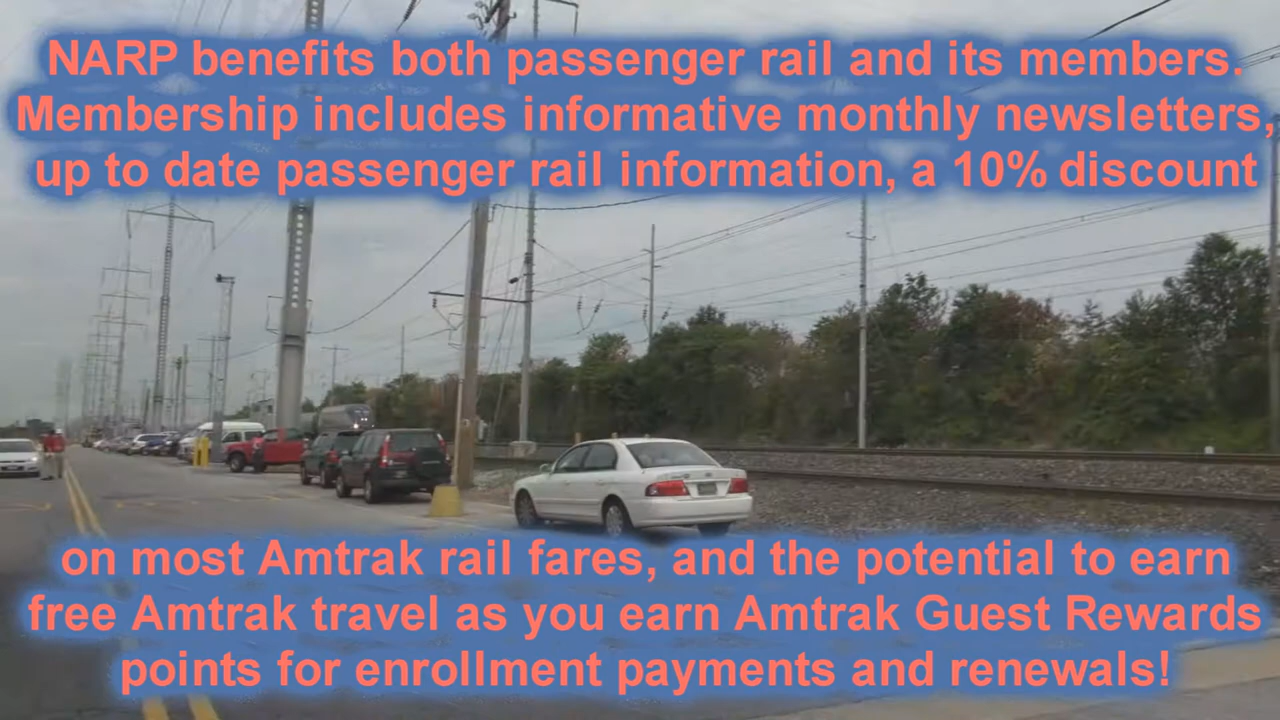 NARP benefits both passenger rail and its members.
Membership includes informative monthly newsletters,
up to date passenger rail information, a 10% discount
on most Amtrak rail fares, and the potential to earn
free Amtrak travel as you earn Amtrak Guest Rewards
points for enrollment payments and renewals!